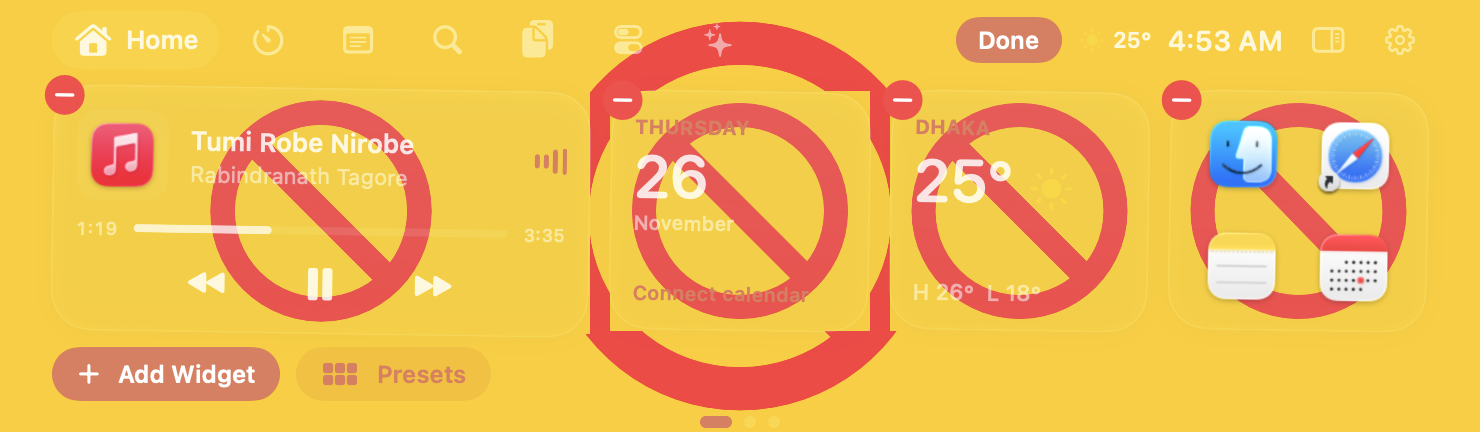 Home
Done
25°
4:53 AM
Tumi Robe Nirobe
Rabindranath Tagore
1:19
3:35
THURSDAY
26
November
Connect calendar
DHAKA
25°
H 26° L 18°
+ Add Widget
Presets